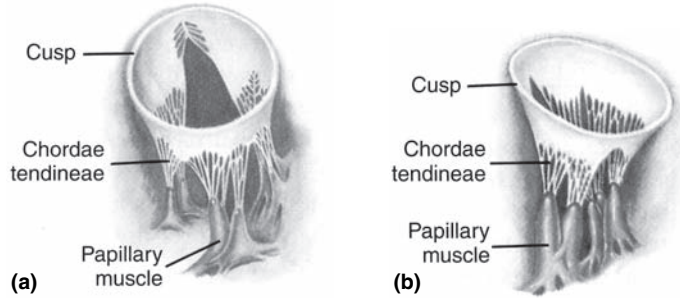 Cusp
Chordae
tendineae
Papillary
muscle
(a)
Cusp
Chordae
tendineae
Papillary
muscle
(b)